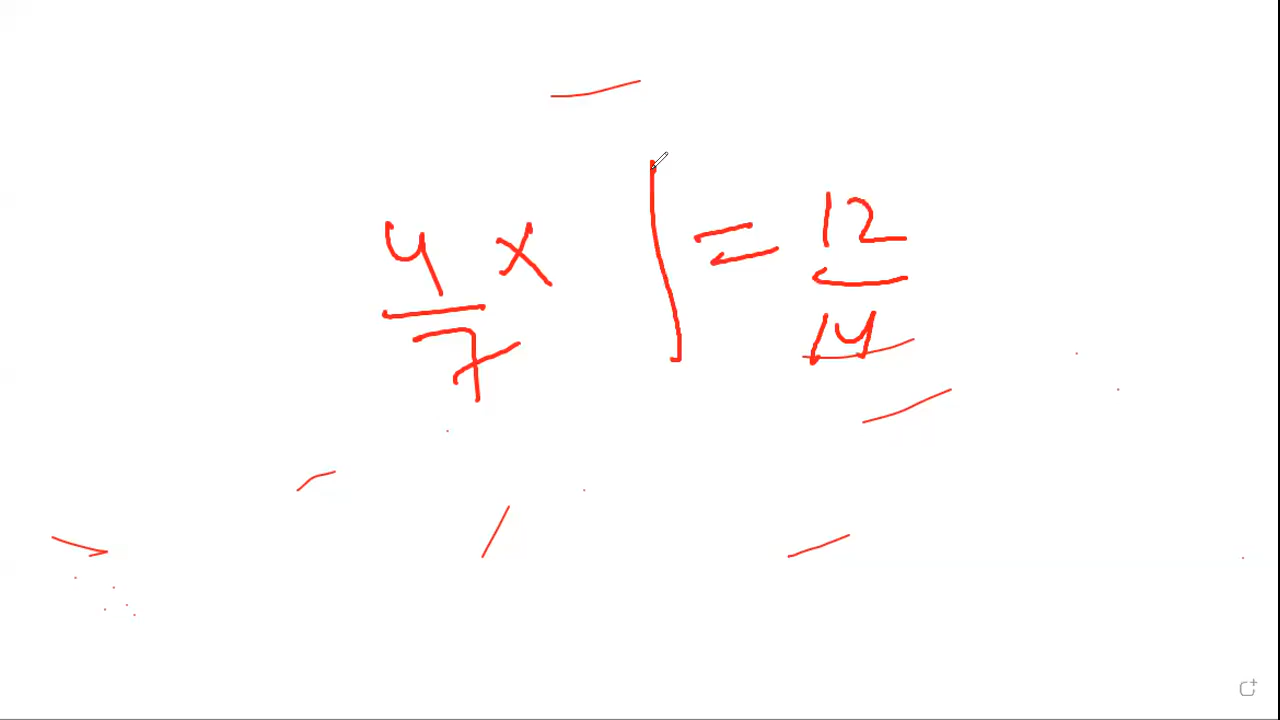 4/7 × | = 12/14